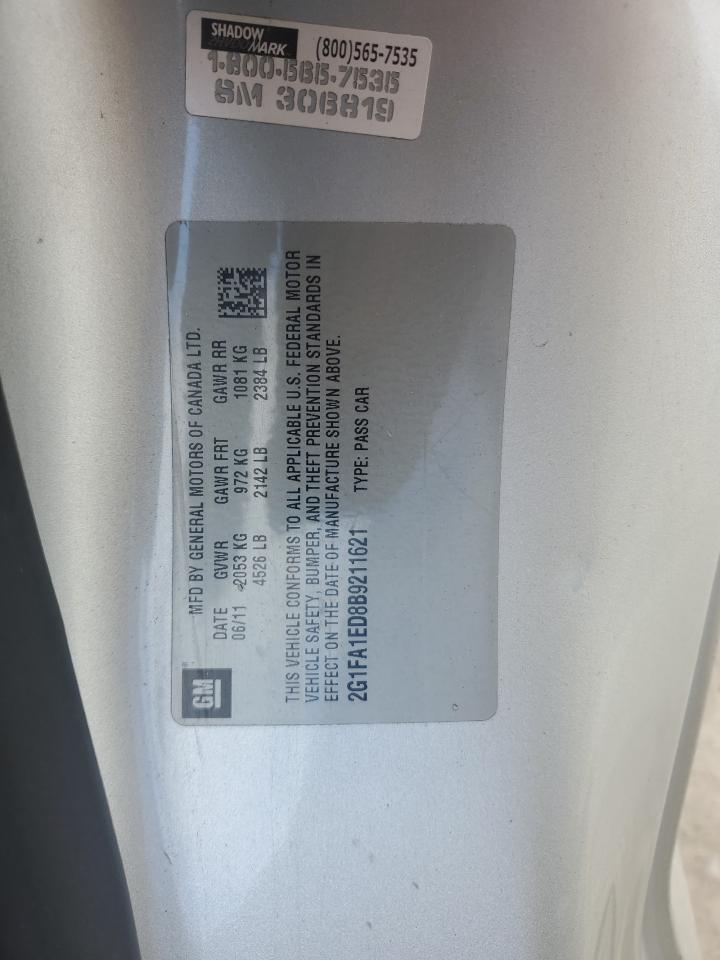 SHADOW
MARK
(800)565-7535
1-800-565-7535
SM 306819
GM
MFD BY GENERAL MOTORS OF CANADA LTD.
DATE GVWR GAWR FRT GAWR RR
06/11 2053 KG 972 KG 1081 KG
4526 LB 2142 LB 2384 LB
THIS VEHICLE CONFORMS TO ALL APPLICABLE U.S. FEDERAL MOTOR
VEHICLE SAFETY, BUMPER, AND THEFT PREVENTION STANDARDS IN
EFFECT ON THE DATE OF MANUFACTURE SHOWN ABOVE.
2G1FA1ED8B9211621 TYPE: PASS CAR